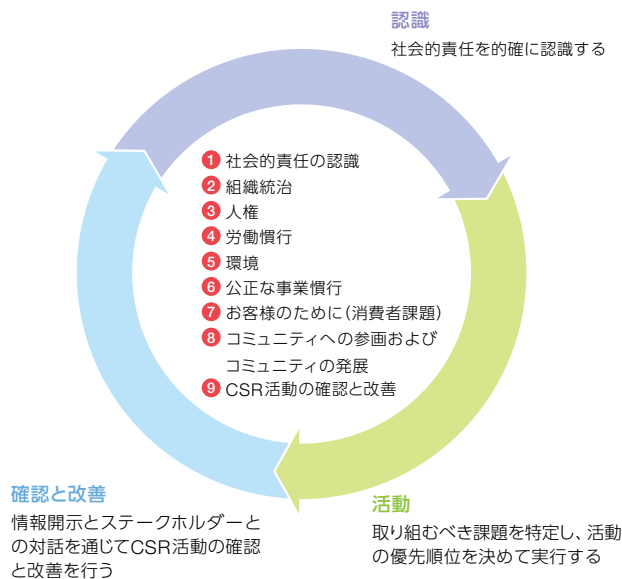 認識
社会的責任を的確に認識する
1 社会的責任の認識
2 組織統治
3 人権
4 労働慣行
5 環境
6 公正な事業慣行
7 お客様のために(消費者課題)
8 コミュニティへの参画および
コミュニティの発展
9 CSR活動の確認と改善
確認と改善
情報開示とステークホルダーと
の対話を通じてCSR活動の確認
と改善を行う
活動
取り組むべき課題を特定し、活動
の優先順位を決めて実行する